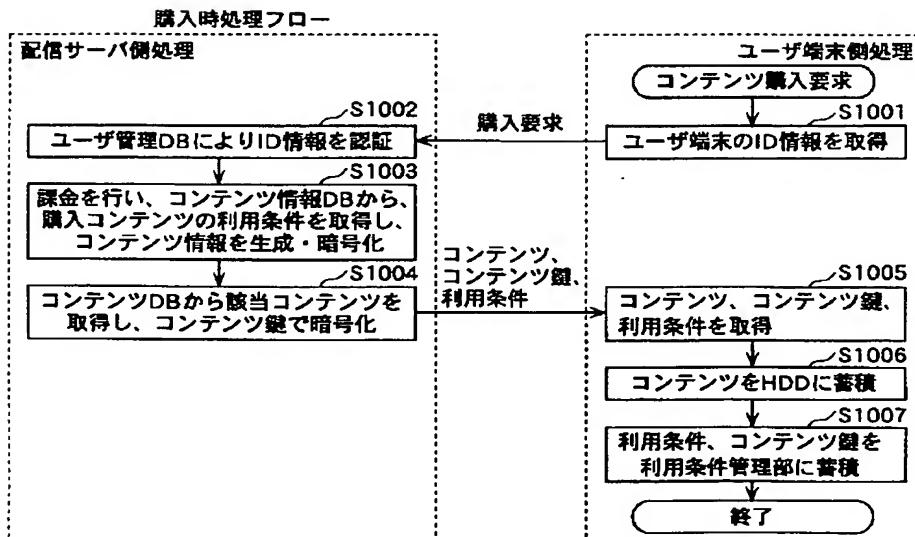 購入時処理フロー
配信サーバ側処理
ユーザ端末側処理
コンテンツ購入要求
S1001
ユーザ端末のID情報を取得
購入要求
S1002
ユーザ管理DBによりID情報を認証
S1003
課金を行い、コンテンツ情報DBから、
購入コンテンツの利用条件を取得し、
コンテンツ情報を生成・暗号化
S1004
コンテンツDBから該当コンテンツを
取得し、コンテンツ鍵で暗号化
コンテンツ、
コンテンツ鍵、
利用条件
S1005
コンテンツ、コンテンツ鍵、
利用条件を取得
S1006
コンテンツをHDDに蓄積
S1007
利用条件、コンテンツ鍵を
利用条件管理部に蓄積
終了